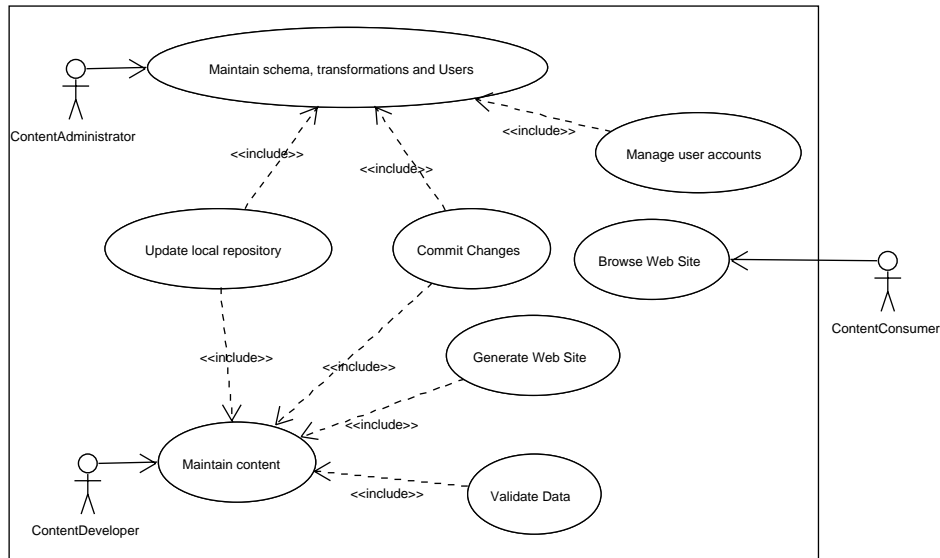 Maintain schema, transformations and Users
ContentAdministrator
<<include>>
Manage user accounts
<<include>>
<<include>>
Update local repository
Commit Changes
Browse Web Site
ContentConsumer
<<include>>
<<include>>
Generate Web Site
<<include>>
Maintain content
<<include>>
Validate Data
ContentDeveloper